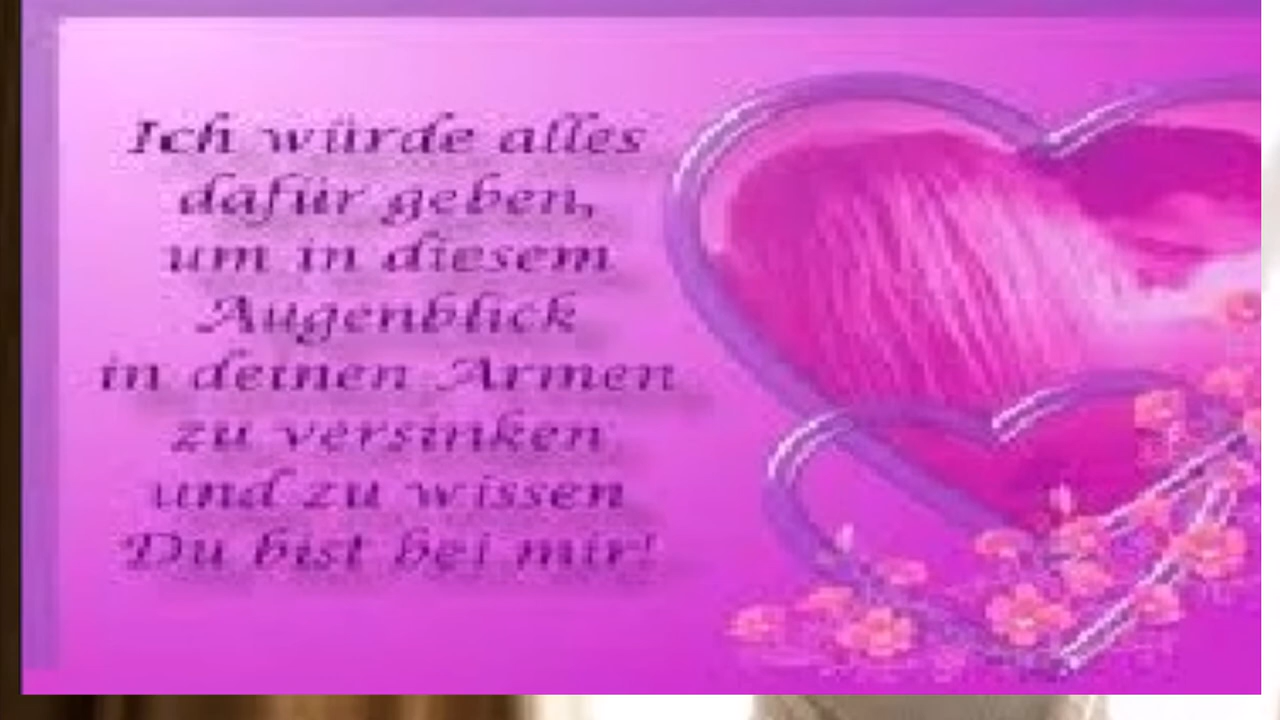 Ich würde alles
dafür geben,
um in diesem
Augenblick
in deinen Armen
zu versinken
und zu wissen
Du bist bei mir!